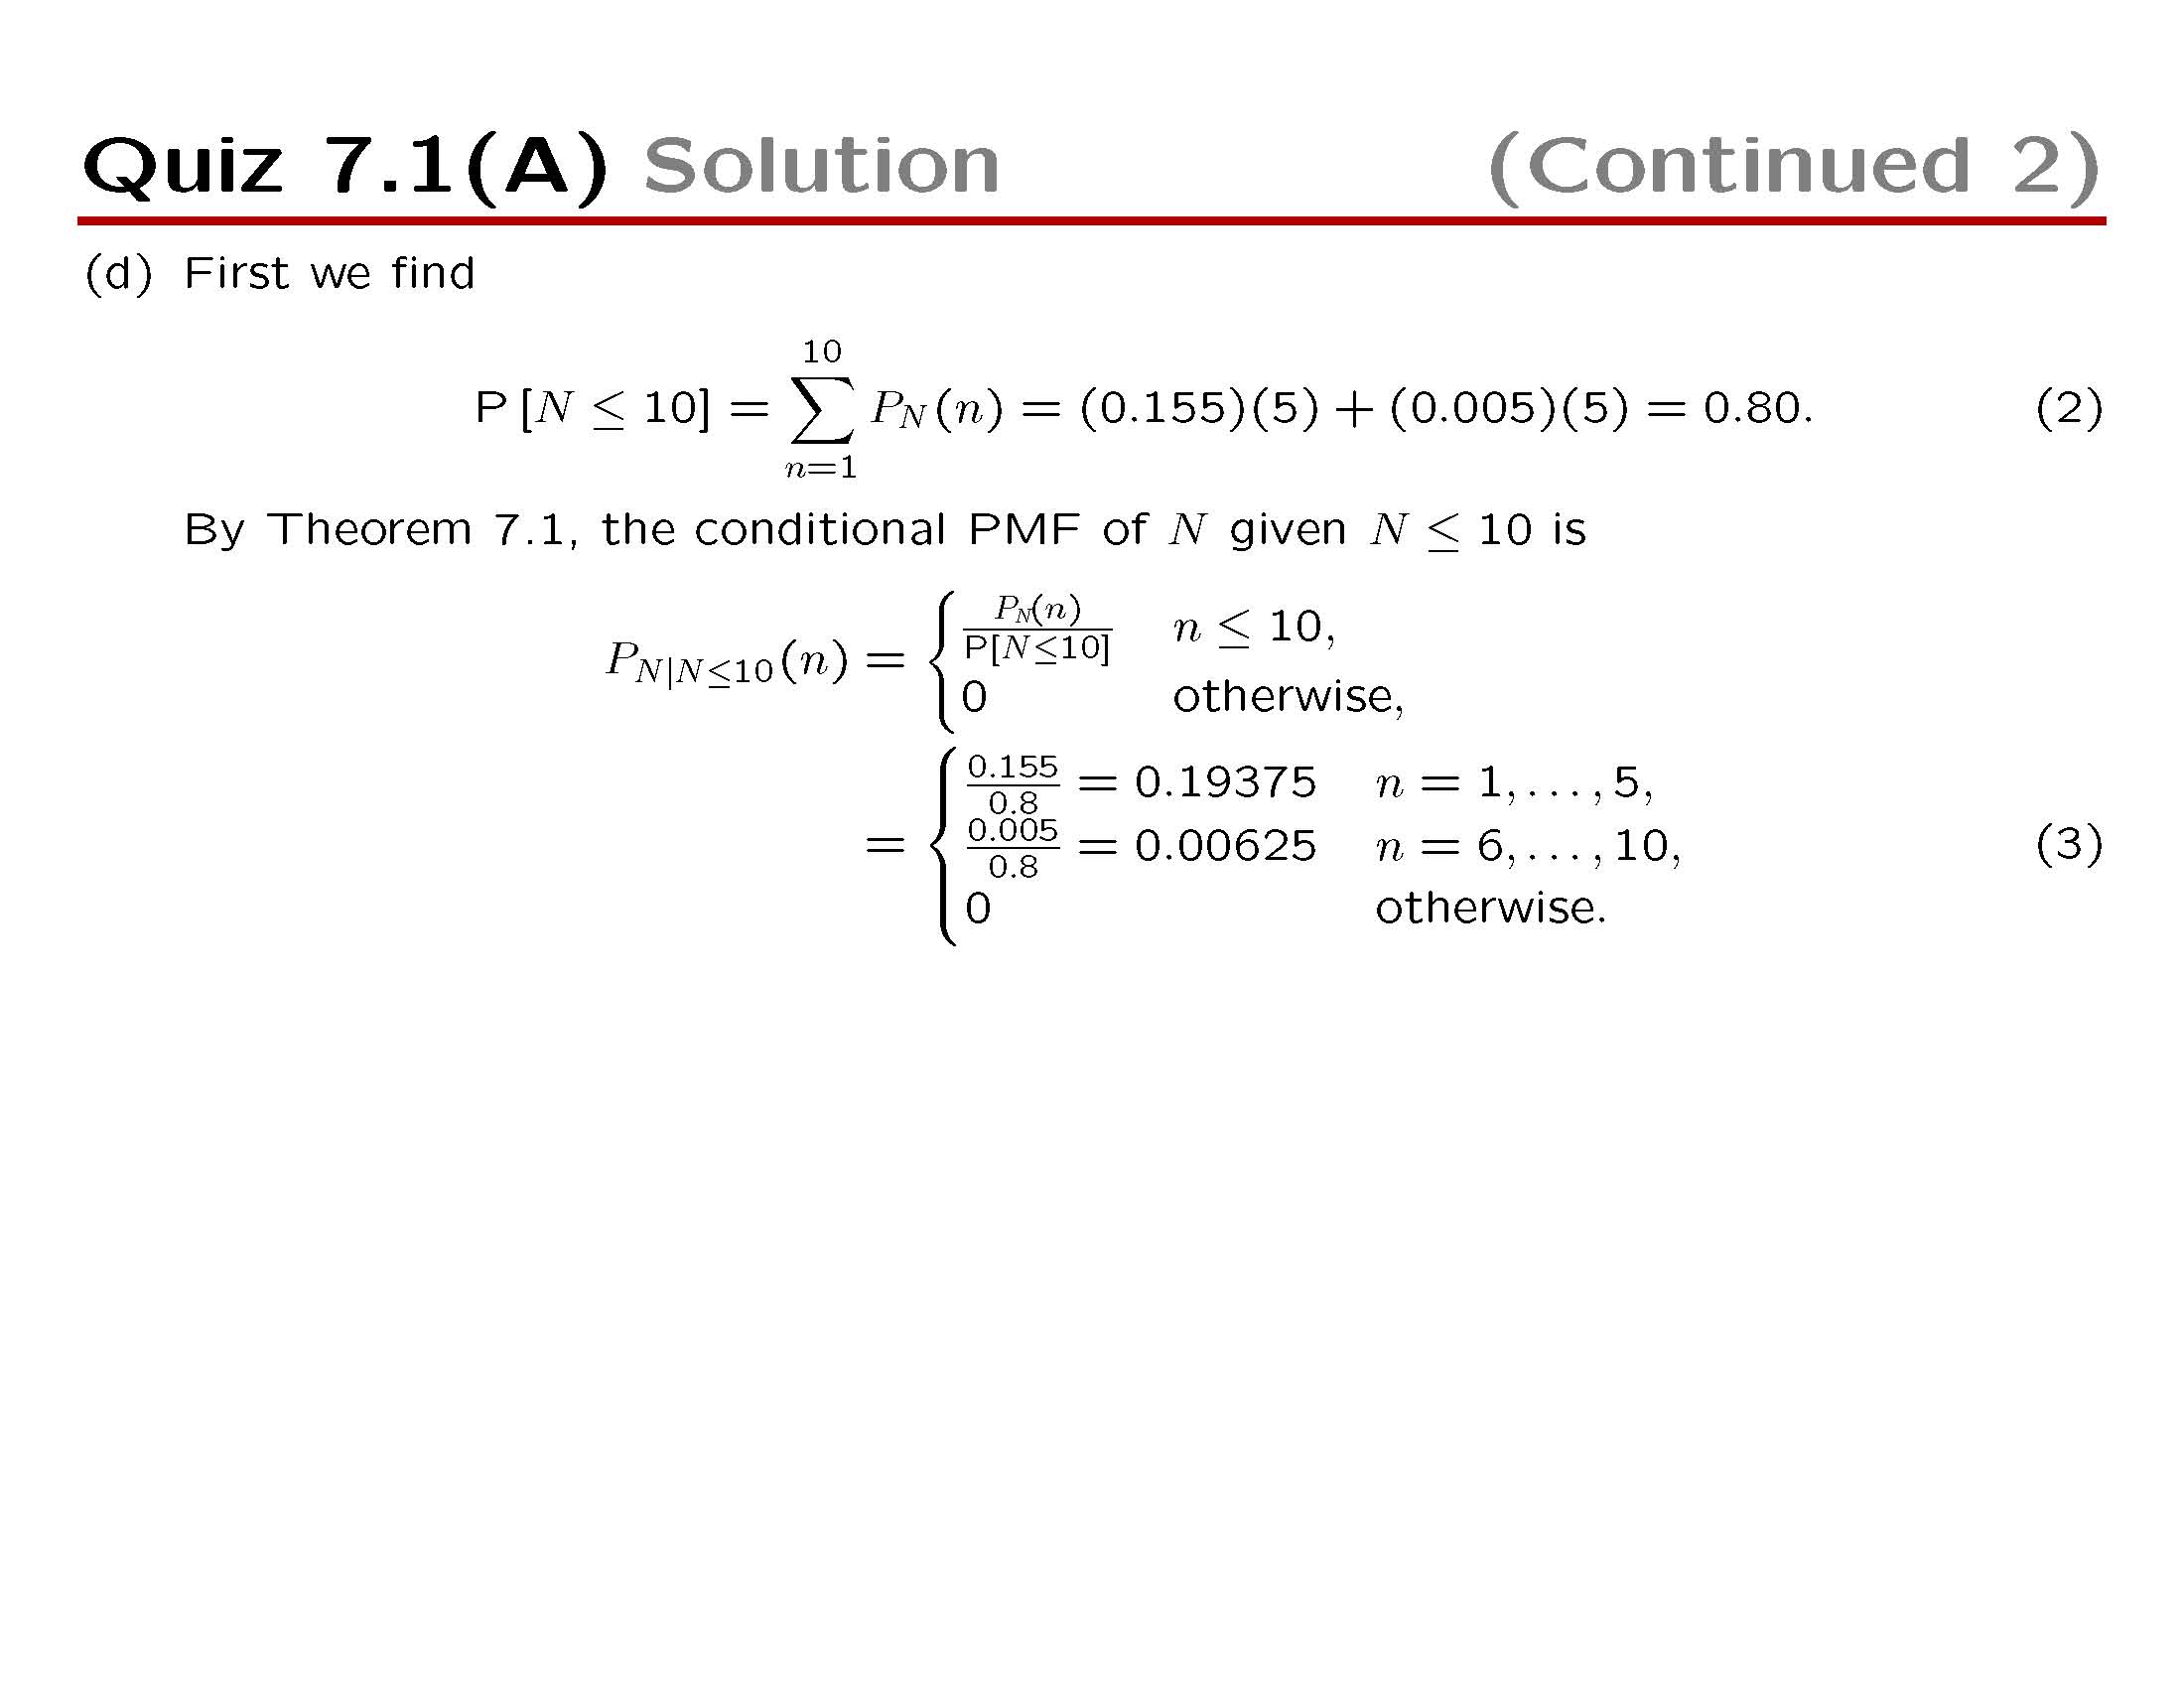 Quiz 7.1(A) Solution (Continued 2)
(d) First we find
P [N ≤ 10] = ∑_{n=1}^{10} P_N(n) = (0.155)(5) + (0.005)(5) = 0.80. (2)
By Theorem 7.1, the conditional PMF of N given N ≤ 10 is
P_{N|N≤10}(n) = { P_N(n)/P[N≤10] n ≤ 10,
0 otherwise,
= { 0.155/0.8 = 0.19375 n = 1, . . . , 5,
0.005/0.8 = 0.00625 n = 6, . . . , 10, (3)
0 otherwise.